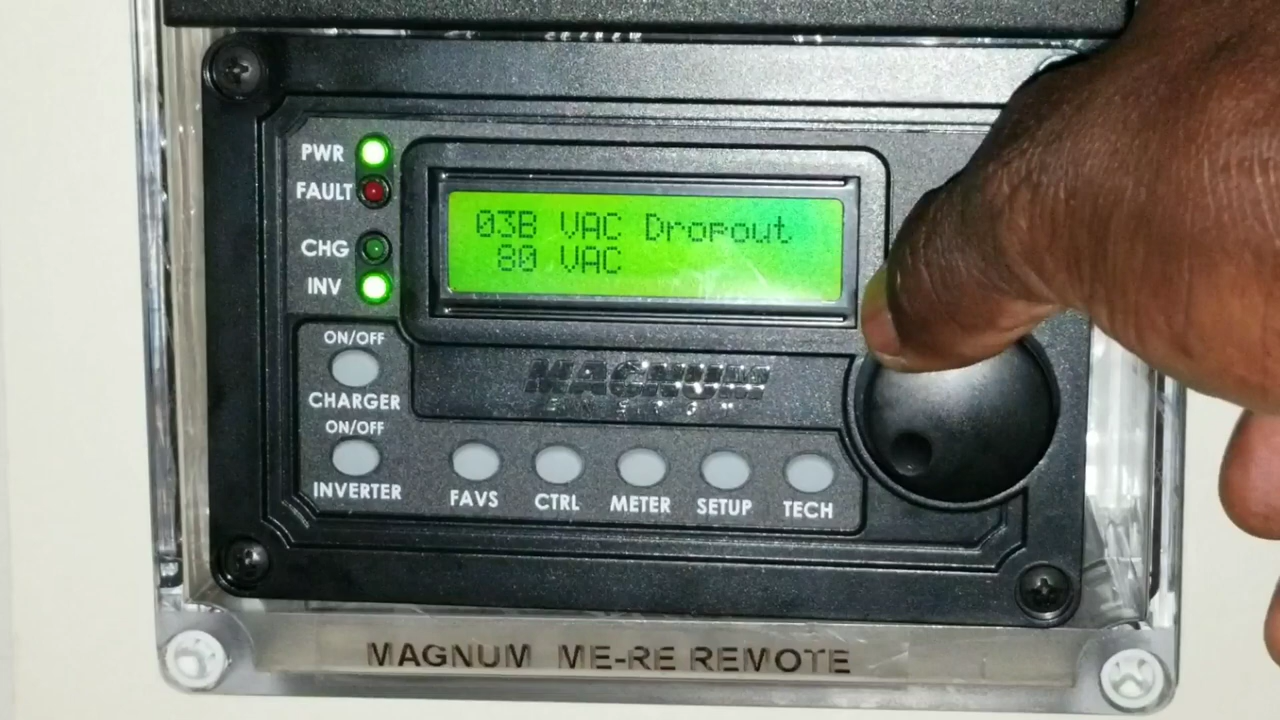 PWR
FAULT
CHG
INV
03B VAC Dropout
80 VAC
ON/OFF
CHARGER
ON/OFF
INVERTER
MAGNUM
ENERGY
FAVS
CTRL
METER
SETUP
TECH
MAGNUM ME-RE REMOTE